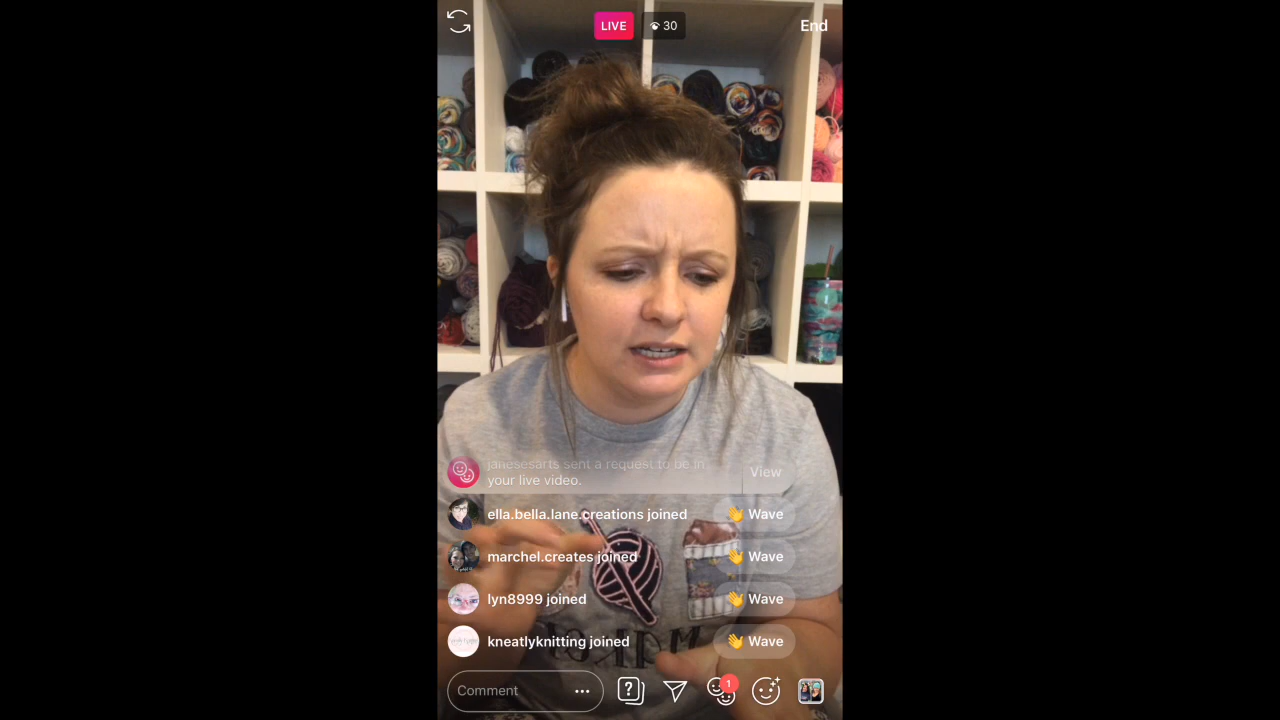 LIVE
30
End
janesesarts sent a request to be in
your live video.
View
ella.bella.lane.creations joined
Wave
marchel.creates joined
Wave
lyn8999 joined
Wave
kneatlyknitting joined
Wave
Comment
1